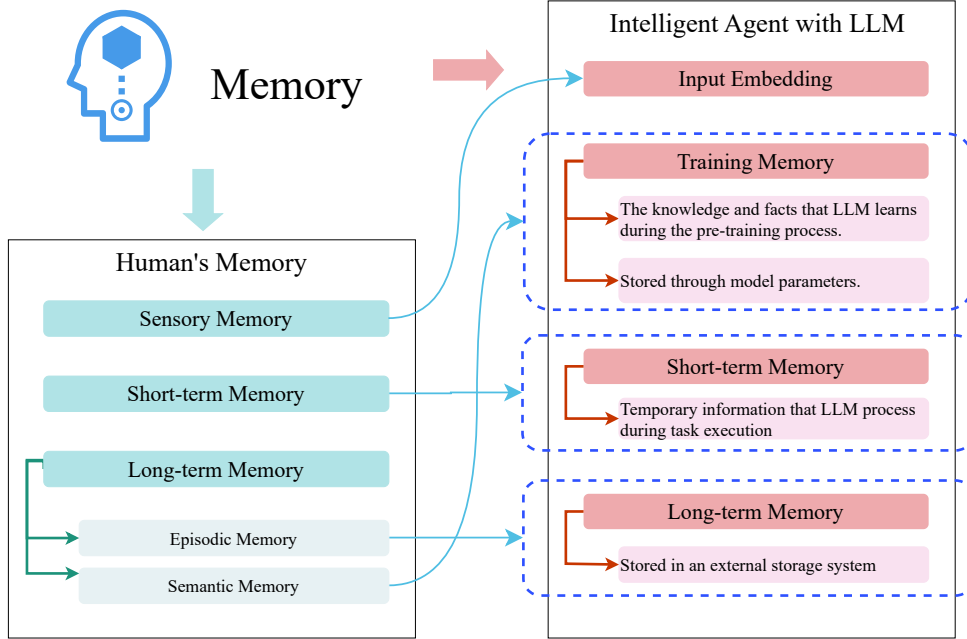 Memory
Human's Memory
Sensory Memory
Short-term Memory
Long-term Memory
Episodic Memory
Semantic Memory
Intelligent Agent with LLM
Input Embedding
Training Memory
The knowledge and facts that LLM learns
during the pre-training process.
Stored through model parameters.
Short-term Memory
Temporary information that LLM process
during task execution
Long-term Memory
Stored in an external storage system